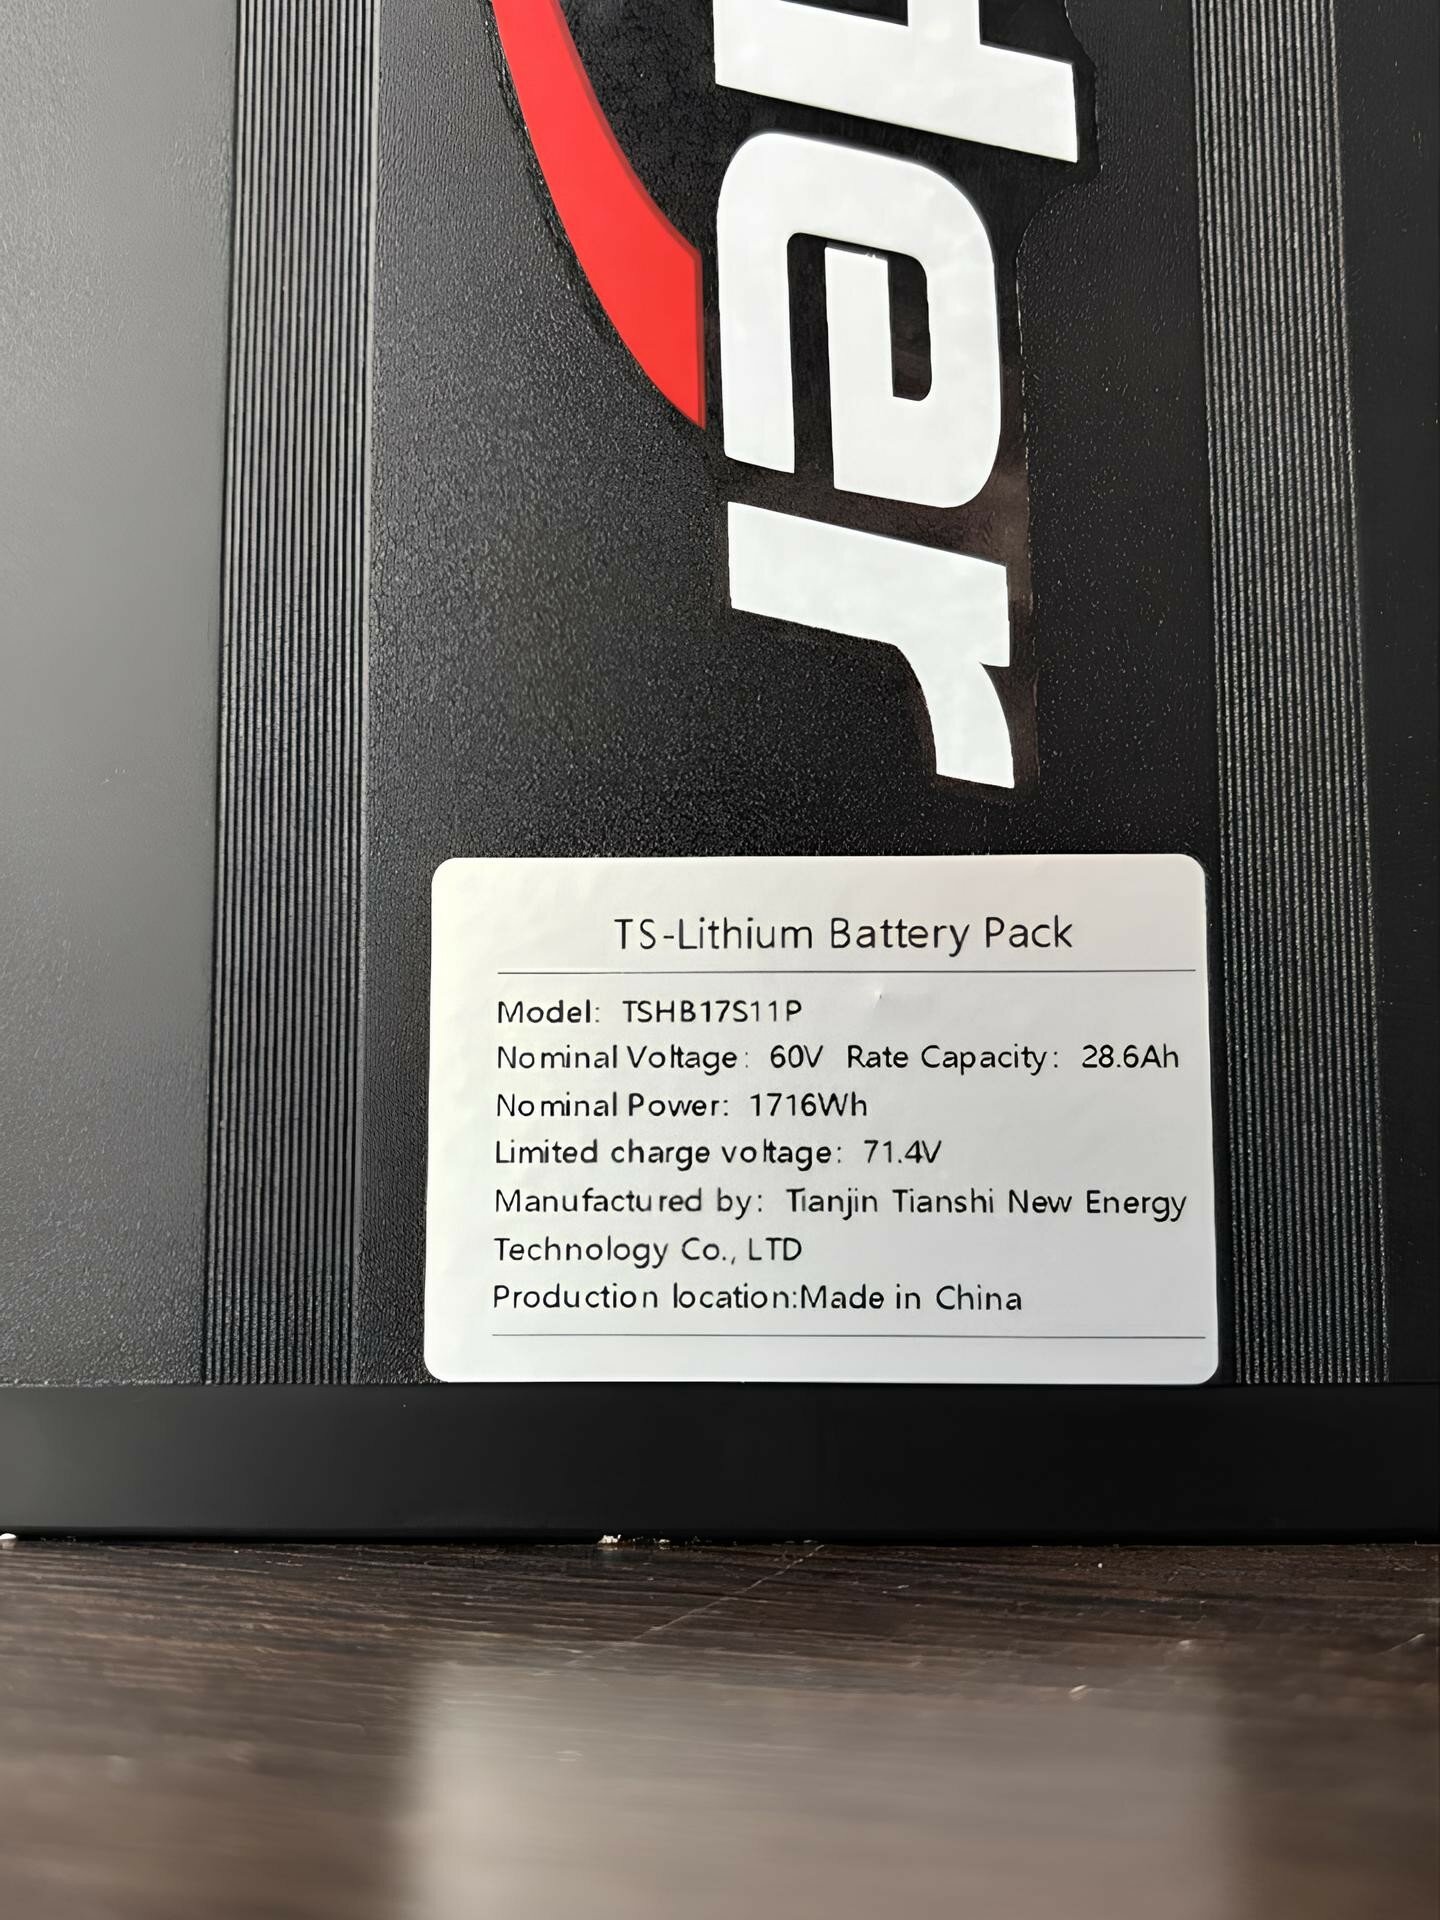 er
TS-Lithium Battery Pack
Model: TSHB17S11P
Nominal Voltage: 60V Rate Capacity: 28.6Ah
Nominal Power: 1716Wh
Limited charge voltage: 71.4V
Manufactured by: Tianjin Tianshi New Energy
Technology Co., LTD
Production location:Made in China